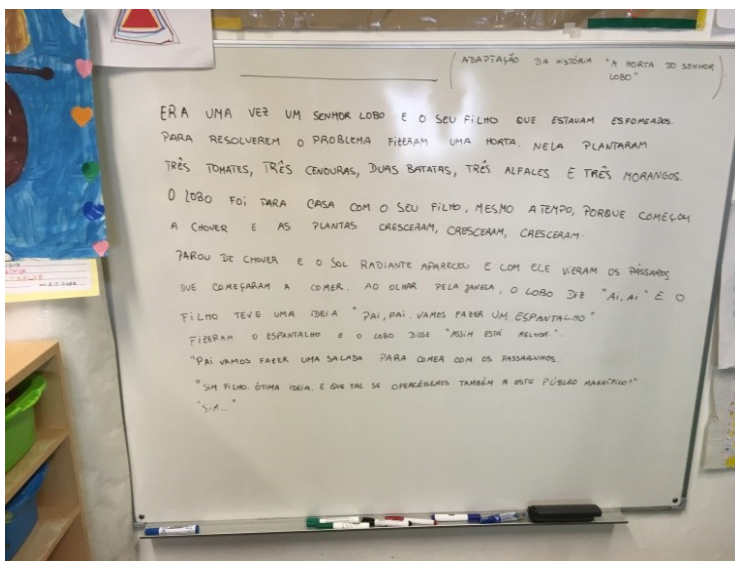 (ADAPTAÇÃO DA HISTÓRIA "A HORTA DO SENHOR
LOBO")
ERA UMA VEZ UM SENHOR LOBO E O SEU FILHO QUE ESTAVAM ESFOMEADOS.
PARA RESOLVEREM O PROBLEMA FIZERAM UMA HORTA. NELA PLANTARAM
TRÊS TOMATES, TRÊS CENOURAS, DUAS BATATAS, TRÊS ALFALES E TRÊS MORANGOS.
O LOBO FOI PARA CASA COM O SEU FILHO, MESMO A TEMPO, PORQUE COMEÇOU
A CHOVER E AS PLANTAS CRESCERAM, CRESCERAM, CRESCERAM.
PAROU DE CHOVER E O SOL RADIANTE APARECEU E COM ELE VIERAM OS PÁSSAROS
QUE COMEÇARAM A COMER. AO OLHAR PELA JANELA, O LOBO DIZ "AI, AI" E O
FILHO TEVE UMA IDEIA "PAI, PAI. VAMOS FAZER UM ESPANTALHO"
FIZERAM O ESPANTALHO E O LOBO DISSE "ASSIM ESTÁ MELHOR".
"PAI VAMOS FAZER UMA SALADA PARA COMER COM OS PASSARINHOS.
"SIM FILHO. ÓTIMA IDEIA. E QUE TAL SE OFERECÊSSEMOS TAMBÉM A ESTE PÚBLICO MAGNÍFICO?"
"SIM..."